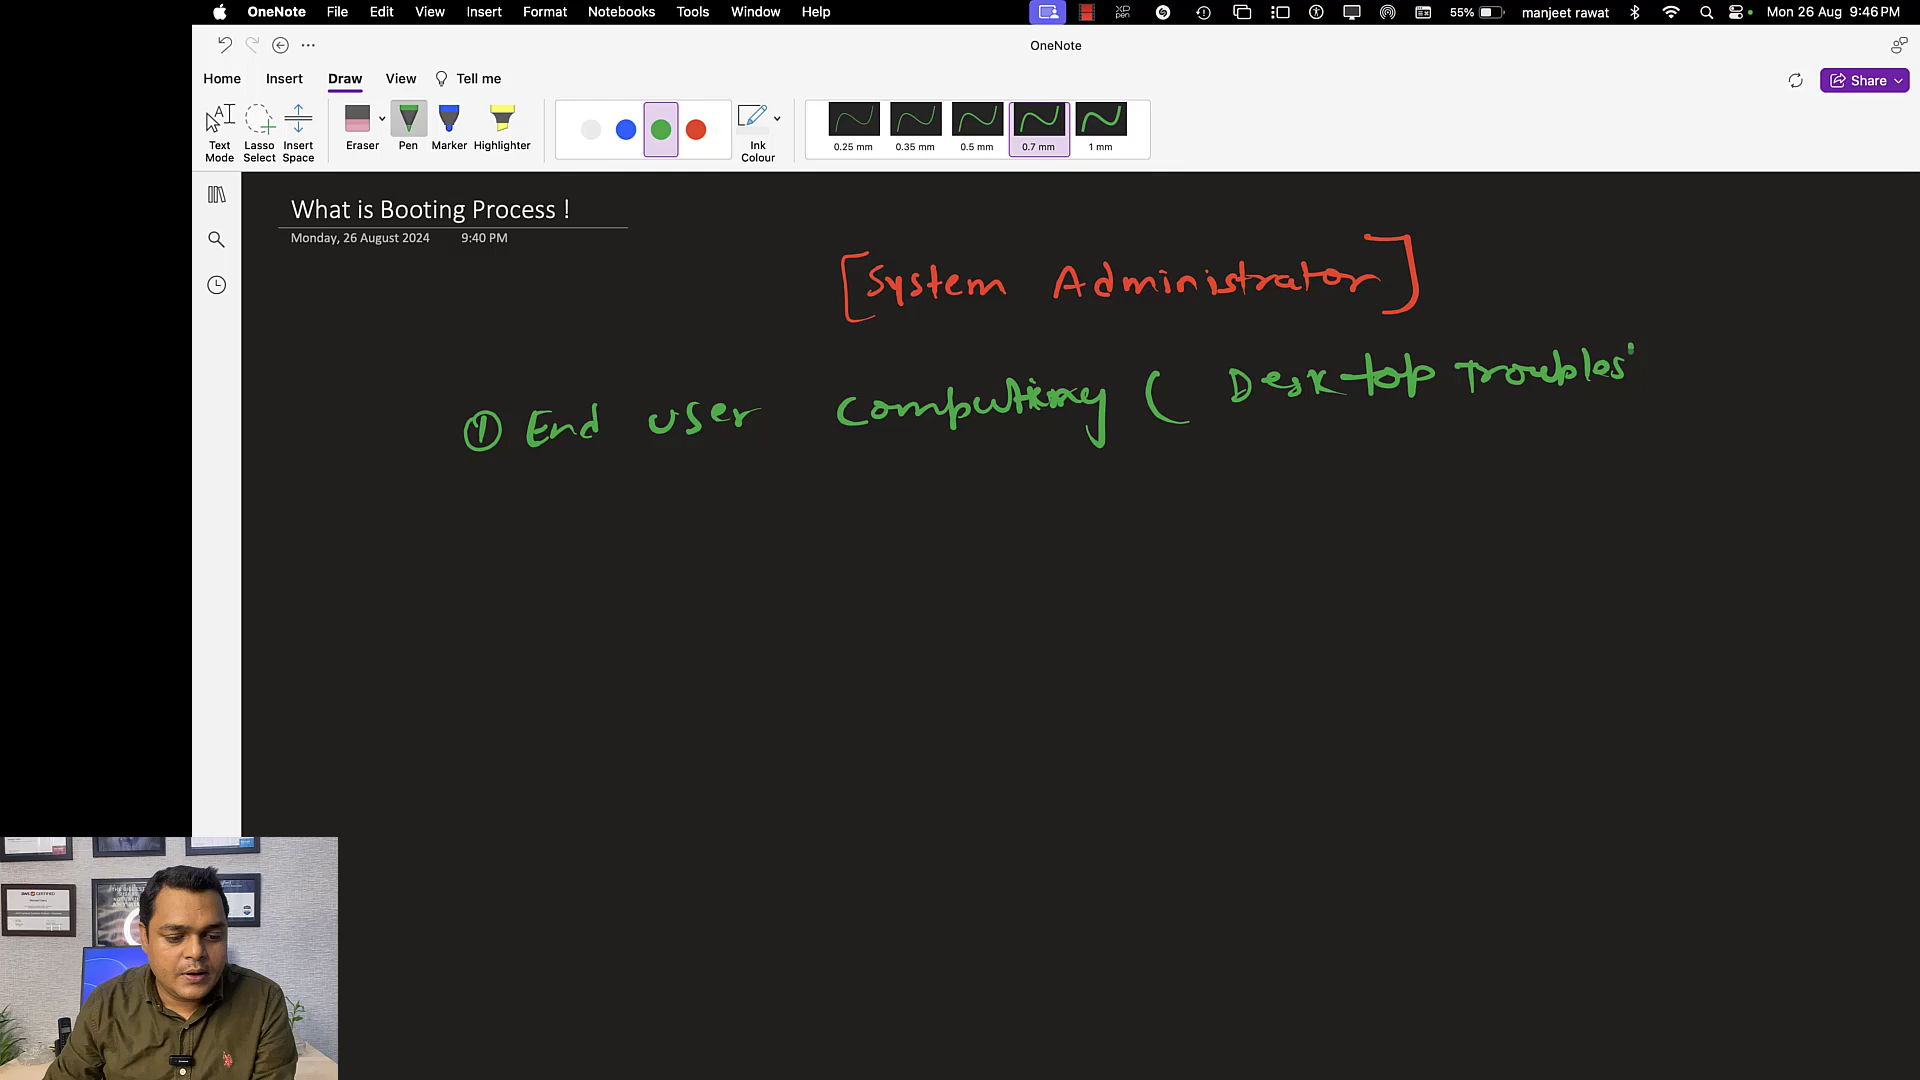 OneNote File Edit View Insert Format Notebooks Tools Window Help XP pen 55% manjeet rawat Mon 26 Aug 9:46 PM
OneNote
Home Insert Draw View Tell me Share
Text Mode Lasso Select Insert Space Eraser Pen Marker Highlighter Ink Colour 0.25 mm 0.35 mm 0.5 mm 0.7 mm 1 mm
What is Booting Process !
Monday, 26 August 2024 9:40 PM
[System Administrator]
① End user computing ( Desktop troubles